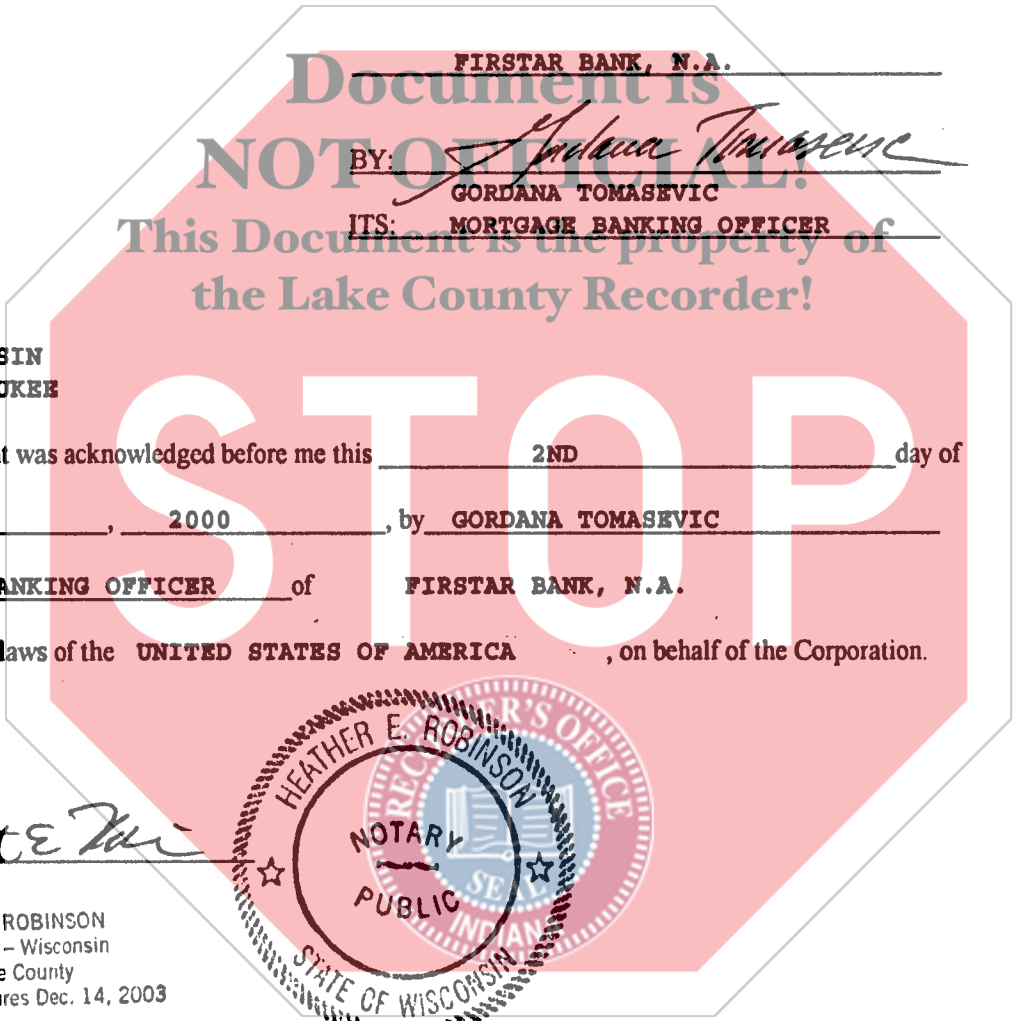 FIRSTAR BANK, N.A.
Document is
NOT OFFICIAL!
BY:
GORDANA TOMASEVIC
ITS: MORTGAGE BANKING OFFICER
This Document is the property of
the Lake County Recorder!
SIN
UKEE
STOP
t was acknowledged before me this 2ND day of
, 2000 , by GORDANA TOMASEVIC
ANKING OFFICER of FIRSTAR BANK, N.A.
laws of the UNITED STATES OF AMERICA , on behalf of the Corporation.
RECORDER'S OFFICE
SEAL
INDIANA
HEATHER E. ROBINSON
NOTARY
PUBLIC
STATE OF WISCONSIN
ROBINSON
– Wisconsin
e County
res Dec. 14, 2003